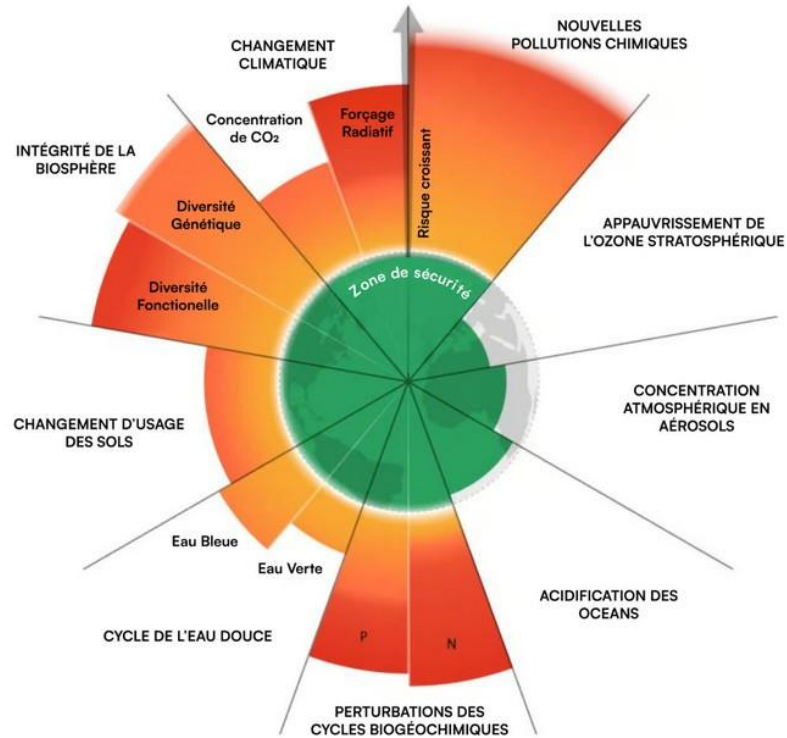 NOUVELLES
POLLUTIONS CHIMIQUES
CHANGEMENT
CLIMATIQUE
Concentration
de CO₂
Forçage
Radiatif
Risque croissant
INTÉGRITÉ DE LA
BIOSPHÈRE
Diversité
Génétique
Diversité
Fonctionelle
APPAUVRISSEMENT DE
L'OZONE STRATOSPHÉRIQUE
Zone de sécurité
CHANGEMENT D'USAGE
DES SOLS
CONCENTRATION
ATMOSPHÉRIQUE EN
AÉROSOLS
Eau Bleue
Eau Verte
ACIDIFICATION DES
OCEANS
CYCLE DE L'EAU DOUCE
P
N
PERTURBATIONS DES
CYCLES BIOGÉOCHIMIQUES